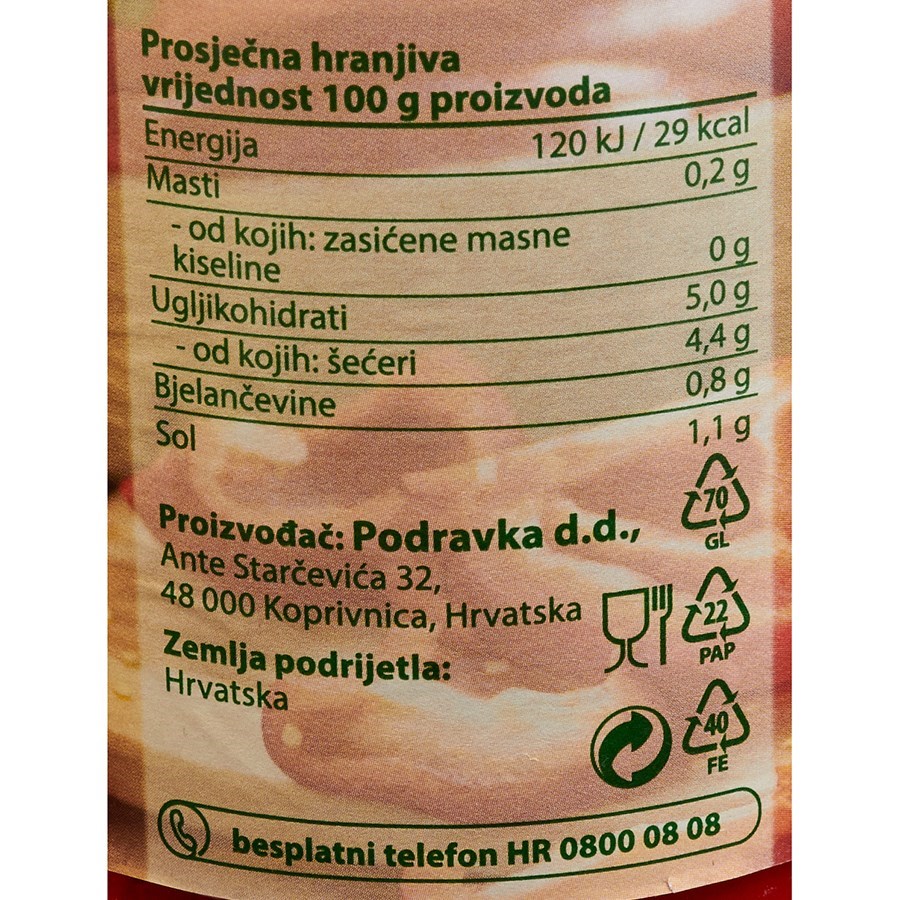 Prosječna hranjiva
vrijednost 100 g proizvoda
Energija 120 kJ / 29 kcal
Masti 0,2 g
- od kojih: zasićene masne
kiseline 0 g
Ugljikohidrati 5,0 g
- od kojih: šećeri 4,4 g
Bjelančevine 0,8 g
Sol 1,1 g
70
GL
Proizvođač: Podravka d.d.,
Ante Starčevića 32,
48 000 Koprivnica, Hrvatska
22
PAP
Zemlja podrijetla:
Hrvatska
40
FE
besplatni telefon HR 0800 08 08